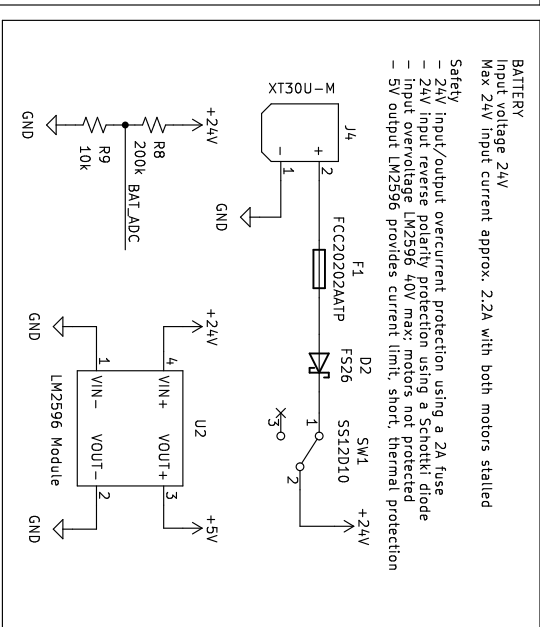 BATTERY
Input voltage 24V
Max 24V input current approx. 2.2A with both motors stalled
Safety
- 24V input/output overcurrent protection using a 2A fuse
- 24V input reverse polarity protection using a Schottki diode
- input overvoltage LM2596 40V max; motors not protected
- 5V output LM2596 provides current limit, short, thermal protection
XT30U-M
J4
+
2
-
1
GND
F1
FCC20202AATP
D2
FS26
SW1
SS12D10
1
2
3
+24V
+24V
R8
200k
BAT_ADC
R9
10k
GND
+24V
U2
+5V
4
VIN+
VOUT+
3
1
VIN-
VOUT-
2
LM2596 Module
GND
GND